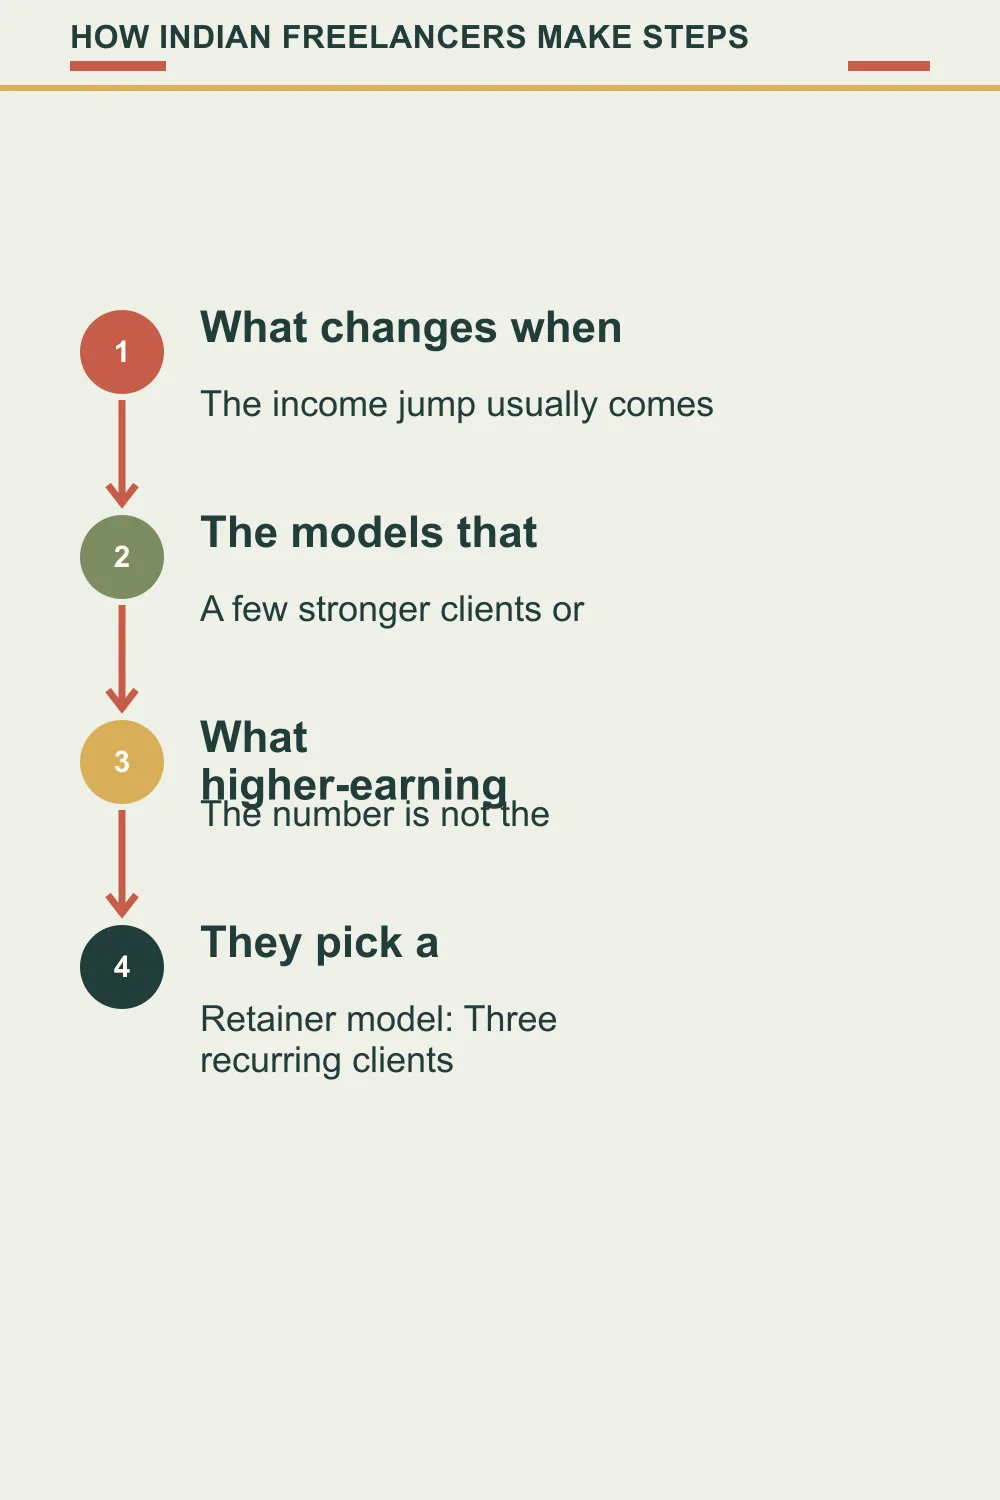 HOW INDIAN FREELANCERS MAKE STEPS
1
What changes when
The income jump usually comes
2
The models that
A few stronger clients or
3
What
higher-earning
The number is not the
4
They pick a
Retainer model: Three
recurring clients